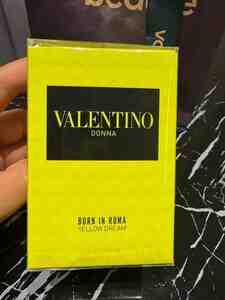 VALENTINO
DONNA
BORN IN ROMA
YELLOW DREAM